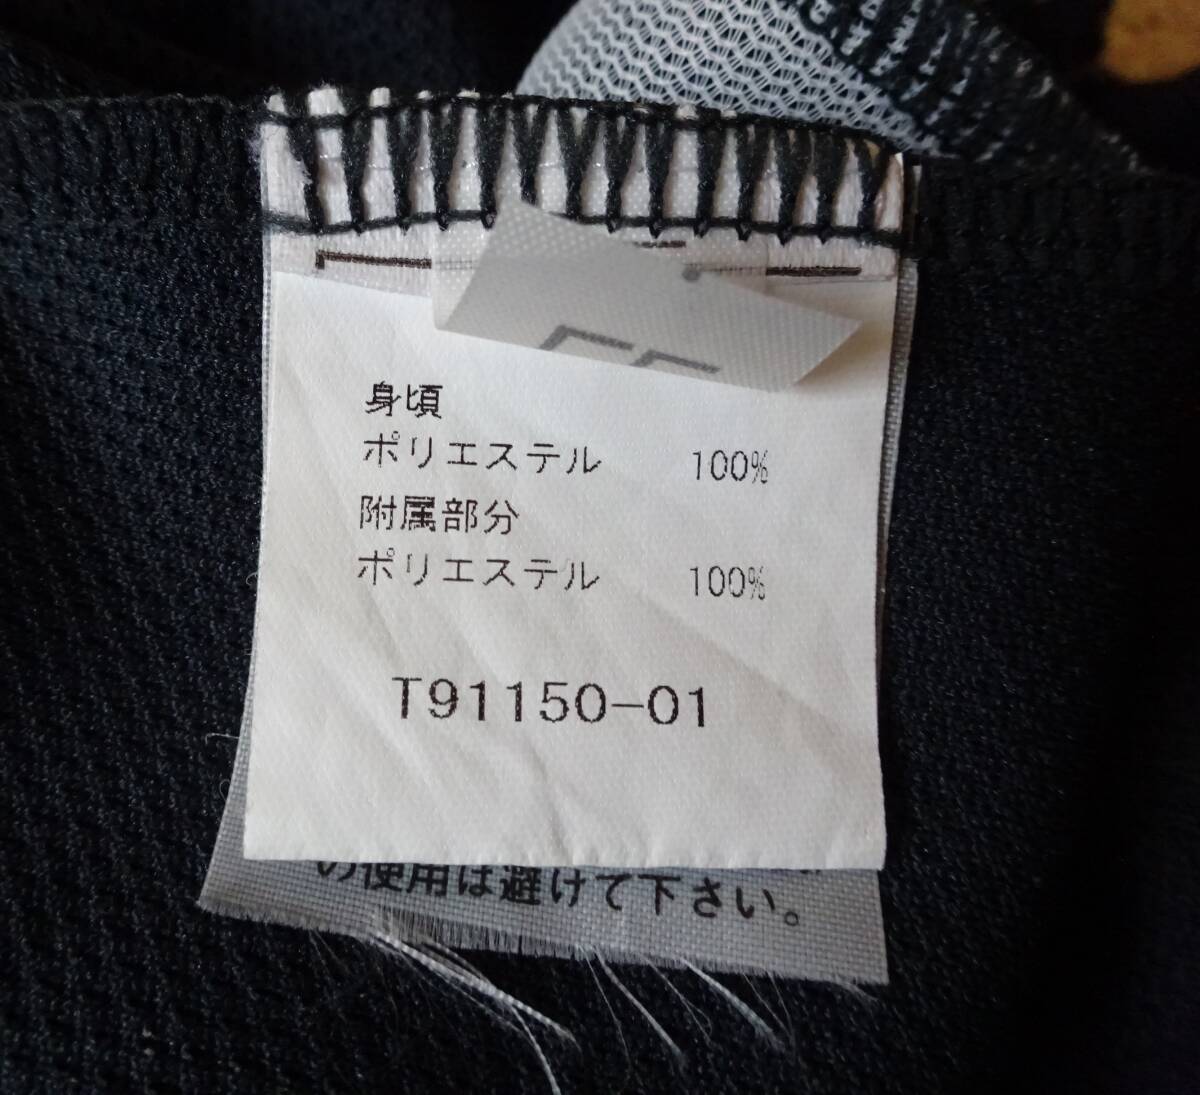 身頃
ポリエステル 100%
附属部分
ポリエステル 100%
T91150-01
の使用は避けて下さい。